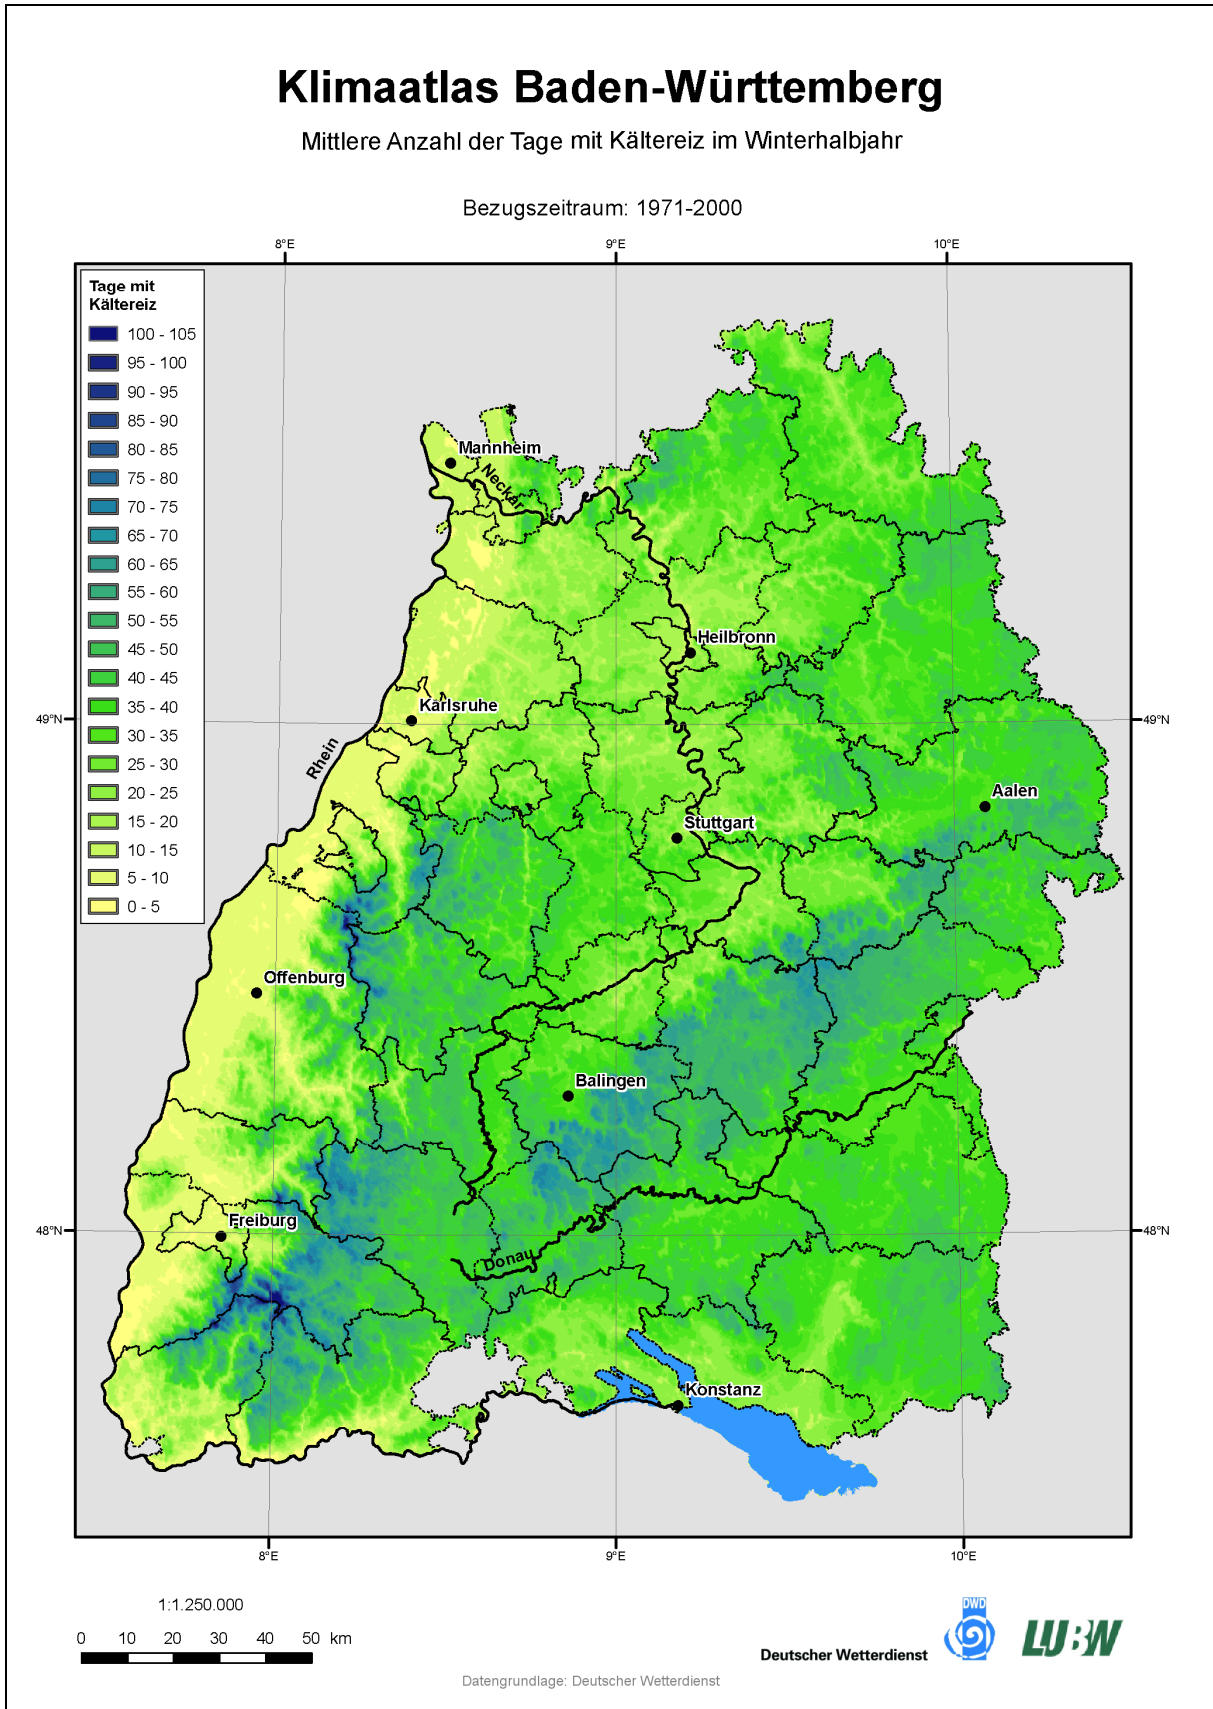 Klimaatlas Baden-Württemberg
Mittlere Anzahl der Tage mit Kältereiz im Winterhalbjahr
Bezugszeitraum: 1971-2000
8°E
9°E
10°E
Tage mit
Kältereiz
100 - 105
95 - 100
90 - 95
85 - 90
80 - 85
75 - 80
70 - 75
65 - 70
60 - 65
55 - 60
50 - 55
45 - 50
40 - 45
35 - 40
30 - 35
25 - 30
20 - 25
15 - 20
10 - 15
5 - 10
0 - 5
Mannheim
Neckar
Heilbronn
Karlsruhe
49°N
49°N
Rhein
Aalen
Stuttgart
Offenburg
Balingen
Freiburg
48°N
48°N
Donau
Konstanz
8°E
9°E
10°E
1:1.250.000
0 10 20 30 40 50 km
DWD
Deutscher Wetterdienst
LUBW
Datengrundlage: Deutscher Wetterdienst